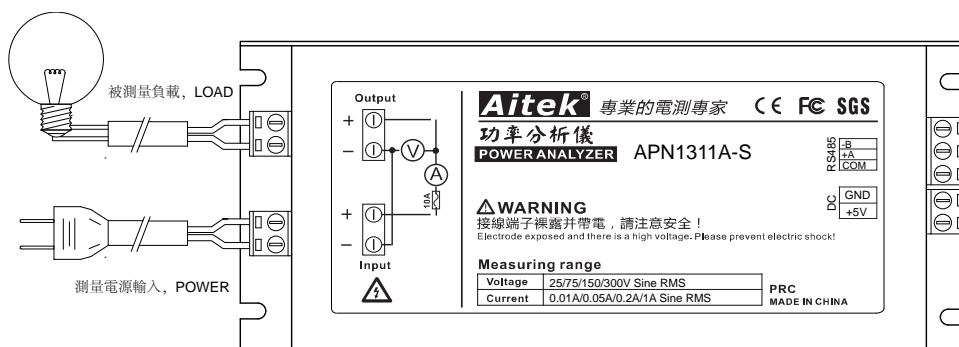 被測量負載，LOAD
測量電源輸入，POWER
Output
+
−
V
A
10A
+
−
Input
Aitek® 專業的電測專家 CE FC SGS
功率分析儀
POWER ANALYZER APN1311A-S
RS485
-B
+A
COM
DC
GND
+5V
⚠WARNING
接線端子裸露并帶電，請注意安全！
Electrode exposed and there is a high voltage. Please prevent electric shock!
Measuring range
Voltage 25/75/150/300V Sine RMS
Current 0.01A/0.05A/0.2A/1A Sine RMS
PRC
MADE IN CHINA